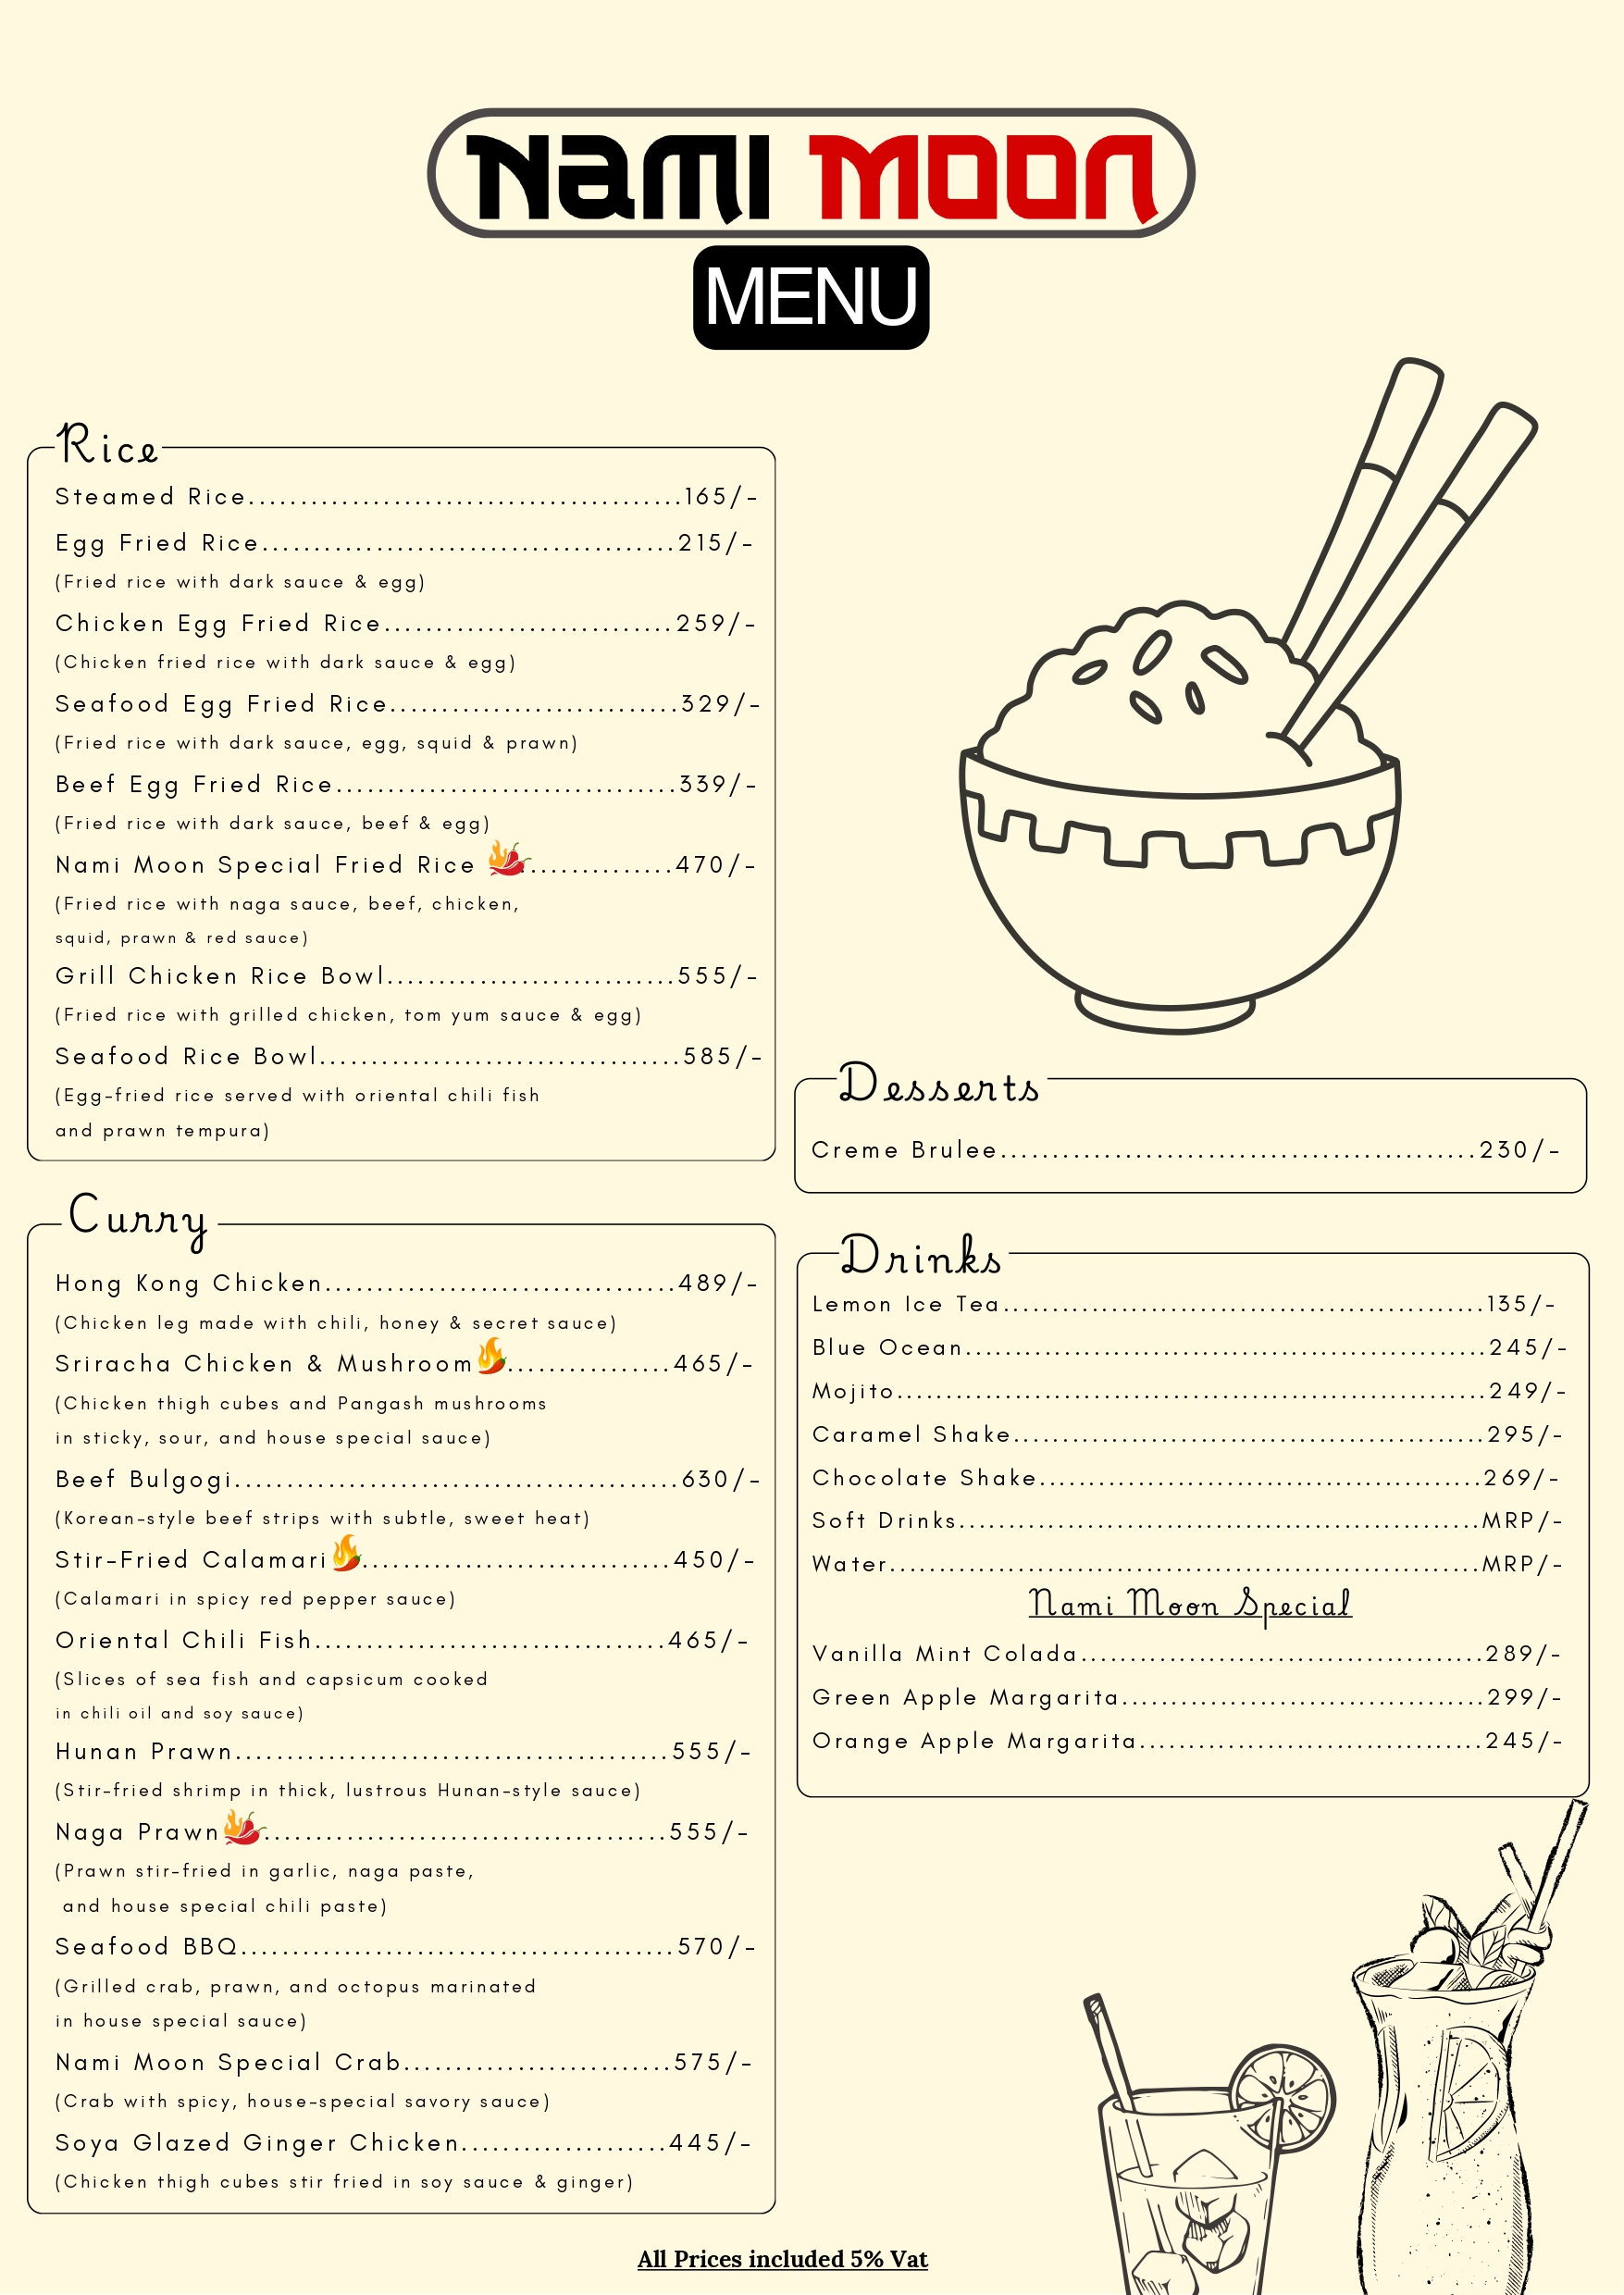 NAMI MOON
MENU
Rice
Steamed Rice..........................................165/-
Egg Fried Rice........................................215/-
(Fried rice with dark sauce & egg)
Chicken Egg Fried Rice............................259/-
(Chicken fried rice with dark sauce & egg)
Seafood Egg Fried Rice............................329/-
(Fried rice with dark sauce, egg, squid & prawn)
Beef Egg Fried Rice.................................339/-
(Fried rice with dark sauce, beef & egg)
Nami Moon Special Fried Rice 🌶️...............470/-
(Fried rice with naga sauce, beef, chicken,
squid, prawn & red sauce)
Grill Chicken Rice Bowl............................555/-
(Fried rice with grilled chicken, tom yum sauce & egg)
Seafood Rice Bowl...................................585/-
(Egg-fried rice served with oriental chili fish
and prawn tempura)
Curry
Hong Kong Chicken..................................489/-
(Chicken leg made with chili, honey & secret sauce)
Sriracha Chicken & Mushroom................465/-
(Chicken thigh cubes and Pangash mushrooms
in sticky, sour, and house special sauce)
Beef Bulgogi...........................................630/-
(Korean-style beef strips with subtle, sweet heat)
Stir-Fried Calamari..............................450/-
(Calamari in spicy red pepper sauce)
Oriental Chili Fish..................................465/-
(Slices of sea fish and capsicum cooked
in chili oil and soy sauce)
Hunan Prawn..........................................555/-
(Stir-fried shrimp in thick, lustrous Hunan-style sauce)
Naga Prawn.......................................555/-
(Prawn stir-fried in garlic, naga paste,
and house special chili paste)
Seafood BBQ..........................................570/-
(Grilled crab, prawn, and octopus marinated
in house special sauce)
Nami Moon Special Crab..........................575/-
(Crab with spicy, house-special savory sauce)
Soya Glazed Ginger Chicken....................445/-
(Chicken thigh cubes stir fried in soy sauce & ginger)
Desserts
Creme Brulee..............................................230/-
Drinks
Lemon Ice Tea.................................................135/-
Blue Ocean.....................................................245/-
Mojito............................................................249/-
Caramel Shake................................................295/-
Chocolate Shake.............................................269/-
Soft Drinks.....................................................MRP/-
Water............................................................MRP/-
Nami Moon Special
Vanilla Mint Colada.........................................289/-
Green Apple Margarita.....................................299/-
Orange Apple Margarita...................................245/-
All Prices included 5% Vat